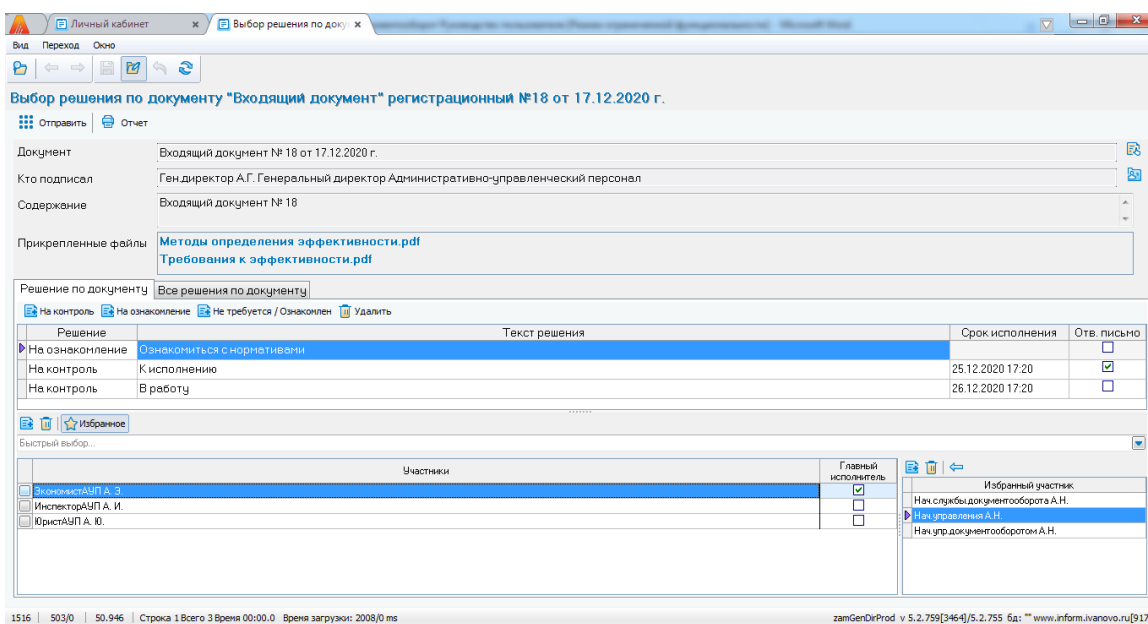 Личный кабинет x Выбор решения по доку x
Вид Переход Окно
Выбор решения по документу "Входящий документ" регистрационный №18 от 17.12.2020 г.
Отправить Отчет
Документ Входящий документ № 18 от 17.12.2020 г.
Кто подписал Ген.директор А.Г. Генеральный директор Административно-управленческий персонал
Содержание Входящий документ № 18
Прикрепленные файлы Методы определения эффективности.pdf
Требования к эффективности.pdf
Решение по документу Все решения по документу
На контроль На ознакомление Не требуется / Ознакомлен Удалить
Решение Текст решения Срок исполнения Отв. письмо
На ознакомление Ознакомиться с нормативами
На контроль К исполнению 25.12.2020 17:20
На контроль В работу 26.12.2020 17:20
Избранное
Быстрый выбор...
Участники Главный исполнитель
ЭкономистАУП А. Э.
ИнспекторАУП А. И.
ЮристАУП А. Ю.
Избранный участник
Нач.службы.документооборота А.Н.
Нач.управления А.Н.
Нач.упр.документооборотом А.Н.
1516 503/0 50.946 Строка 1 Всего 3 Время 00:00.0 Время загрузки: 2008/0 ms zamGenDirProd v 5.2.759[3464]/5.2.755 бд: "" www.inform.ivanovo.ru[917